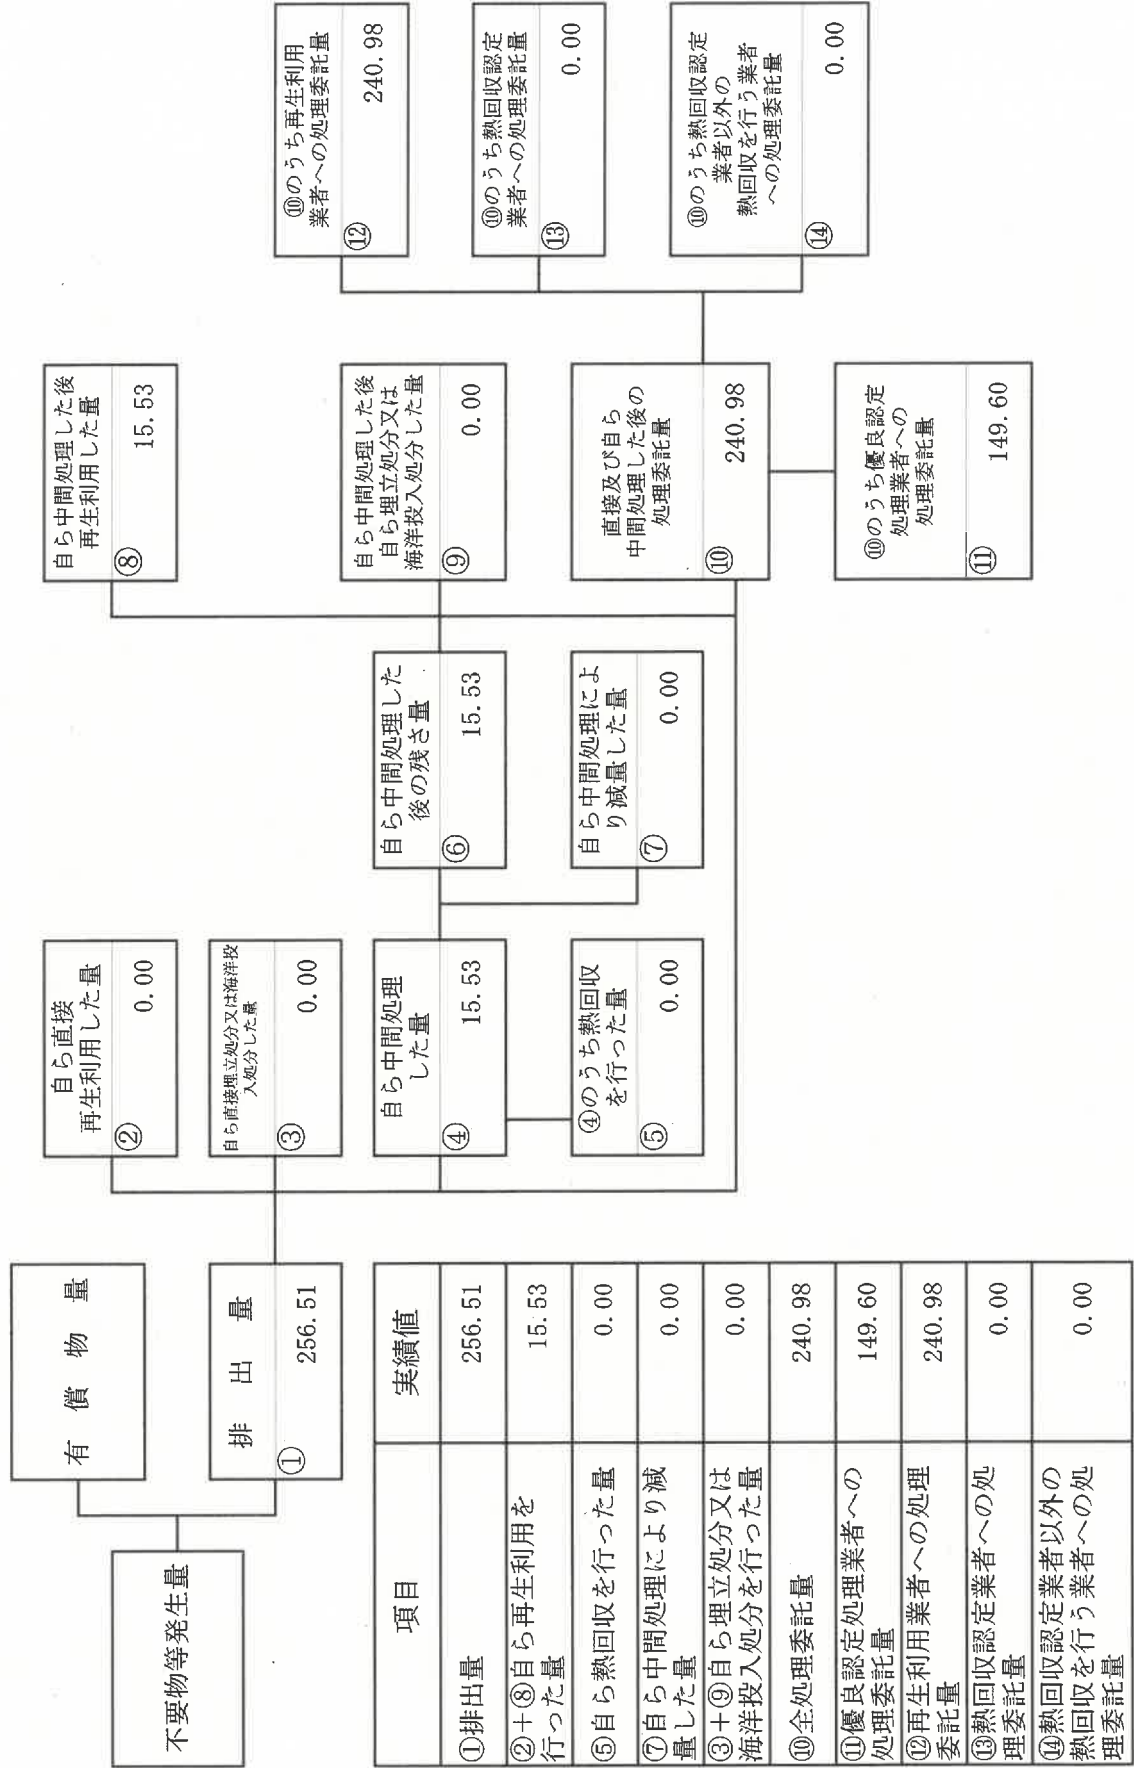 不要物等発生量
有償物量
排出量
①
256.51
自ら直接
再生利用した量
②
0.00
自ら直接埋立処分又は海洋投
入処分した量
③
0.00
自ら中間処理
した量
④
15.53
④のうち熱回収
を行った量
⑤
0.00
自ら中間処理した
後の残さ量
⑥
15.53
自ら中間処理によ
り減量した量
⑦
0.00
自ら中間処理した後
再生利用した量
⑧
15.53
自ら中間処理した後
自ら埋立処分又は
海洋投入処分した量
⑨
0.00
直接及び自ら
中間処理した後の
処理委託量
⑩
240.98
⑩のうち優良認定
処理業者への
処理委託量
⑪
149.60
⑩のうち再生利用
業者への処理委託量
⑫
240.98
⑩のうち熱回収認定
業者への処理委託量
⑬
0.00
⑩のうち熱回収認定
業者以外の
熱回収を行う業者
への処理委託量
⑭
0.00
項目 実績値
①排出量 256.51
②+⑧自ら再生利用を
行った量 15.53
⑤自ら熱回収を行った量 0.00
⑦自ら中間処理により減
量した量 0.00
③+⑨自ら埋立処分又は
海洋投入処分を行った量 0.00
⑩全処理委託量 240.98
⑪優良認定処理業者への
処理委託量 149.60
⑫再生利用業者への処理
委託量 240.98
⑬熱回収認定業者への処
理委託量 0.00
⑭熱回収認定業者以外の
熱回収を行う業者への処
理委託量 0.00